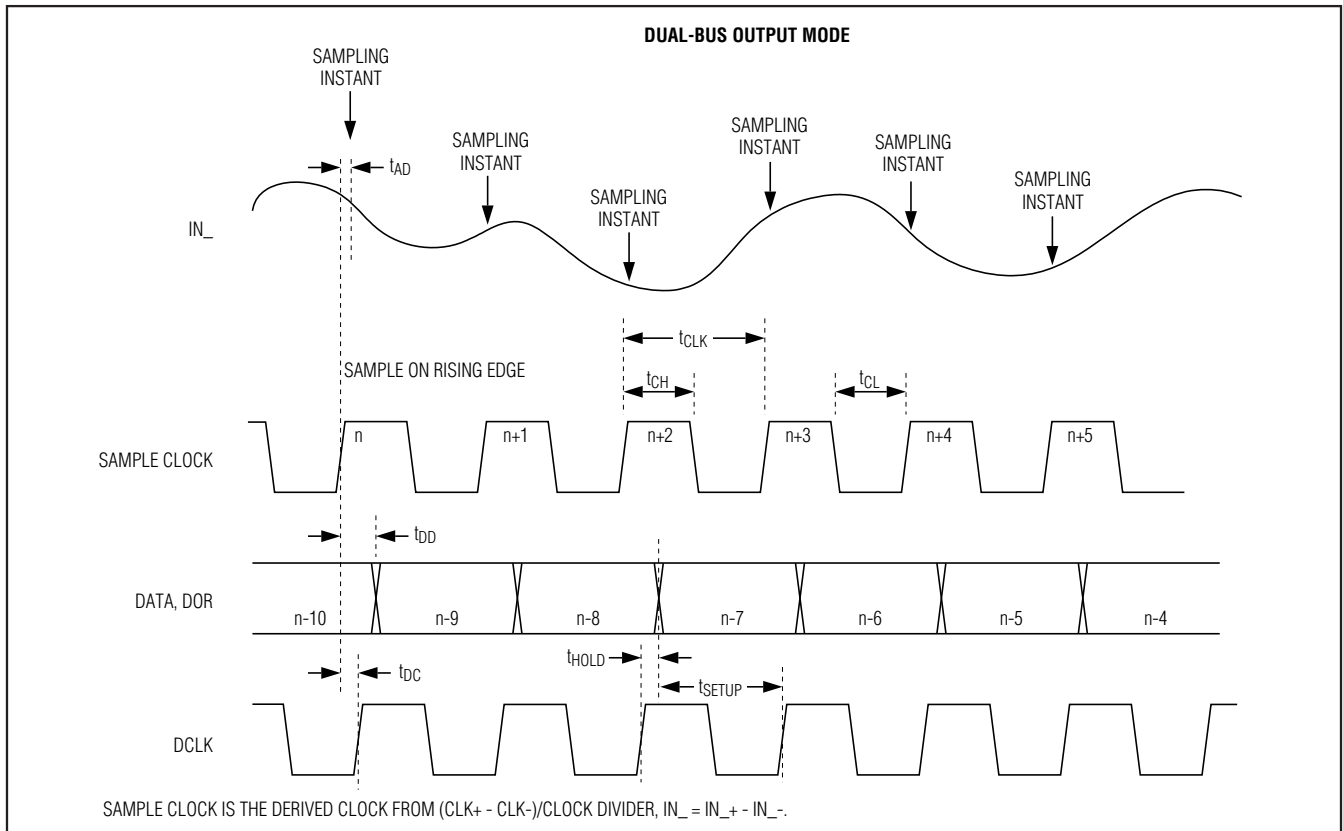 DUAL-BUS OUTPUT MODE
SAMPLING
INSTANT
SAMPLING
INSTANT
SAMPLING
INSTANT
SAMPLING
INSTANT
SAMPLING
INSTANT
SAMPLING
INSTANT
tAD
IN_
tCLK
SAMPLE ON RISING EDGE
tCH
tCL
n
n+1
n+2
n+3
n+4
n+5
SAMPLE CLOCK
tDD
DATA, DOR
n-10
n-9
n-8
n-7
n-6
n-5
n-4
tHOLD
tDC
tSETUP
DCLK
SAMPLE CLOCK IS THE DERIVED CLOCK FROM (CLK+ - CLK-)/CLOCK DIVIDER, IN_ = IN_+ - IN_-.